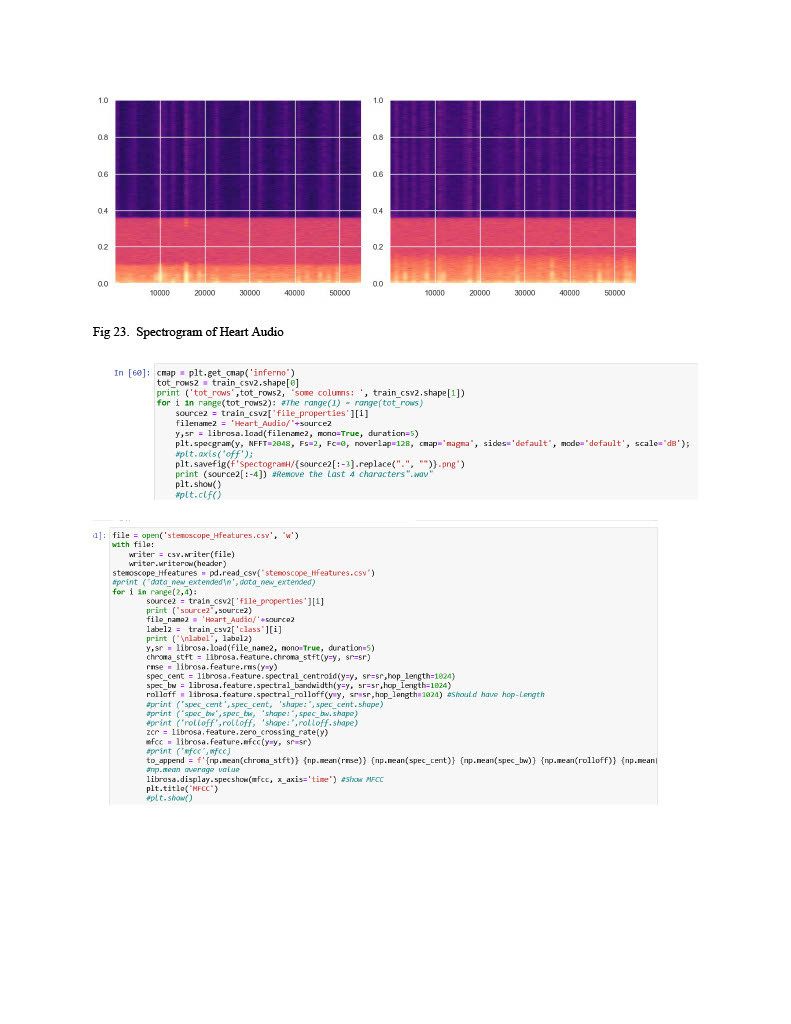 1.0 1.0
0.8 0.8
0.6 0.6
0.4 0.4
0.2 0.2
0.0 0.0
10000 20000 30000 40000 50000 10000 20000 30000 40000 50000
Fig 23. Spectrogram of Heart Audio
In [60]: cmap = plt.get_cmap('inferno')
tot_rows2 = train_csv2.shape[0]
print ('tot_rows',tot_rows2, 'some columns: ', train_csv2.shape[1])
for i in range(tot_rows2): #The range(1) = range(tot_rows)
source2 = train_csv2['file_properties'][i]
filename2 = 'Heart_Audio/'+source2
y,sr = librosa.load(filename2, mono=True, duration=5)
plt.specgram(y, NFFT=2048, Fs=2, Fc=0, noverlap=128, cmap='magma', sides='default', mode='default', scale='dB');
#plt.axis('off');
plt.savefig(f'SpectogramH/{source2[:-3].replace(".", "")}.png')
print (source2[:-4]) #Remove the last 4 characters".wav"
plt.show()
#plt.clf()
1]: file = open('stemoscope_Hfeatures.csv', 'w')
with file:
writer = csv.writer(file)
writer.writerow(header)
stemoscope_Hfeatures = pd.read_csv('stemoscope_Hfeatures.csv')
#print ('data_new_extended\n',data_new_extended)
for i in range(2,4):
source2 = train_csv2['file_properties'][i]
print ('source2',source2)
file_name2 = 'Heart_Audio/'+source2
label2 = train_csv2['class'][i]
print ('\nlabel', label2)
y,sr = librosa.load(file_name2, mono=True, duration=5)
chroma_stft = librosa.feature.chroma_stft(y=y, sr=sr)
rmse = librosa.feature.rms(y=y)
spec_cent = librosa.feature.spectral_centroid(y=y, sr=sr,hop_length=1024)
spec_bw = librosa.feature.spectral_bandwidth(y=y, sr=sr,hop_length=1024)
rolloff = librosa.feature.spectral_rolloff(y=y, sr=sr,hop_length=1024) #Should have hop-length
#print ('spec_cent',spec_cent, 'shape:',spec_cent.shape)
#print ('spec_bw',spec_bw, 'shape:',spec_bw.shape)
#print ('rolloff',rolloff, 'shape:',rolloff.shape)
zcr = librosa.feature.zero_crossing_rate(y)
mfcc = librosa.feature.mfcc(y=y, sr=sr)
#print ('mfcc',mfcc)
to_append = f'{np.mean(chroma_stft)} {np.mean(rmse)} {np.mean(spec_cent)} {np.mean(spec_bw)} {np.mean(rolloff)} {np.mean(
#np.mean average value
librosa.display.specshow(mfcc, x_axis='time') #Show MFCC
plt.title('MFCC')
#plt.show()